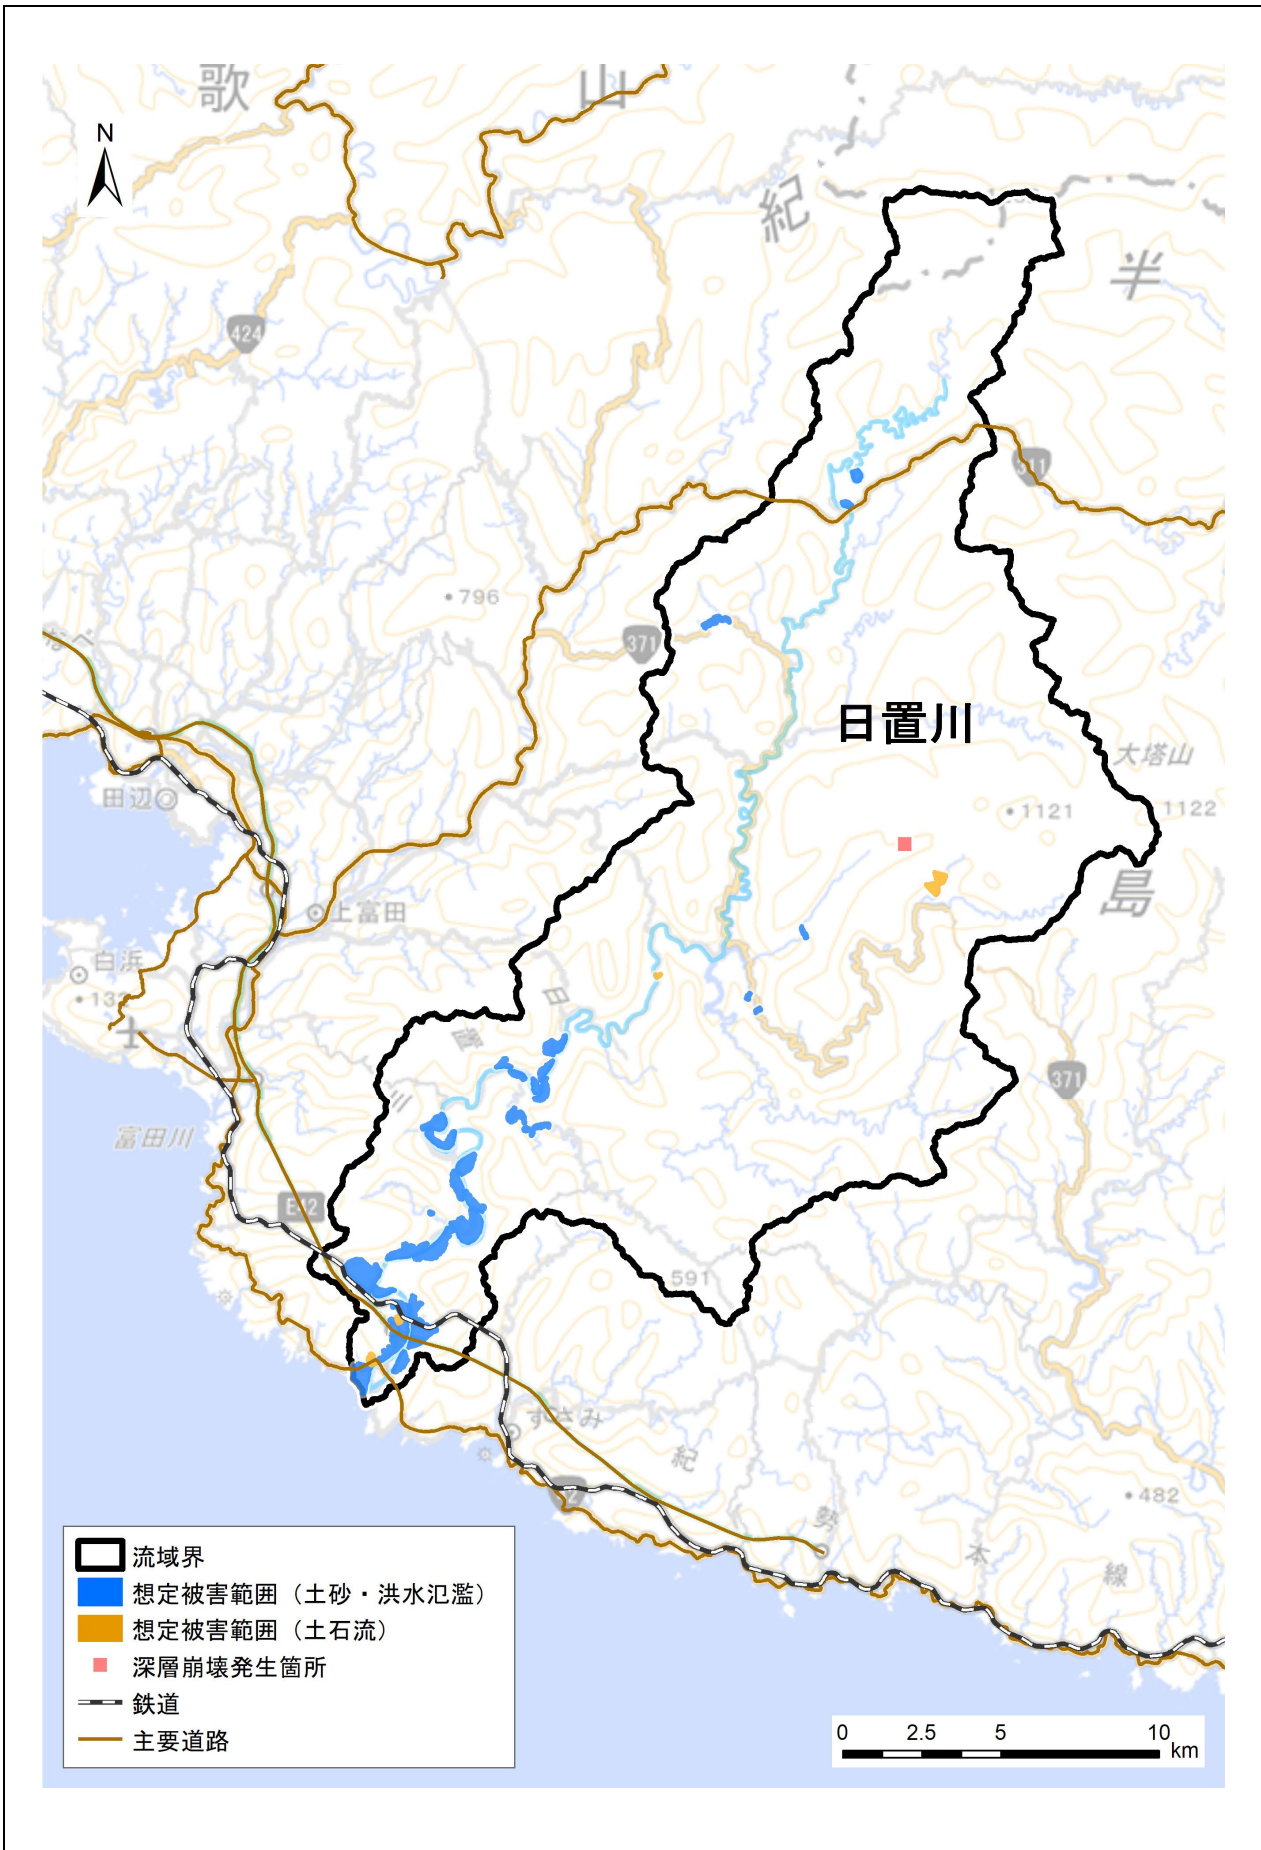 歌
山
N
紀
半
424
311
796
371
なべ
日置川
大塔山
田辺
1121
1122
島
上富田
白浜
日
置
川
371
富田川
E42
591
すさみ
紀
482
勢
本
線
流域界
想定被害範囲（土砂・洪水氾濫）
想定被害範囲（土石流）
深層崩壊発生箇所
鉄道
主要道路
0 2.5 5 10
km